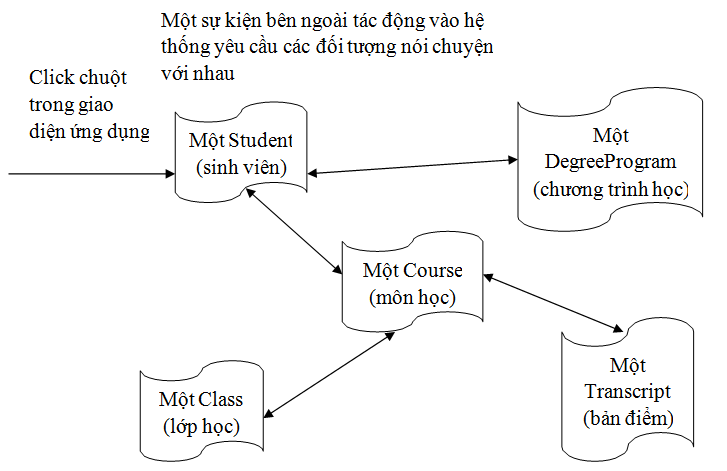 Một sự kiện bên ngoài tác động vào hệ
thống yêu cầu các đối tượng nói chuyện
với nhau
Click chuột
trong giao
diện ứng dụng
Một Student
(sinh viên)
Một
DegreeProgram
(chương trình học)
Một Course
(môn học)
Một Class
(lớp học)
Một
Transcript
(bản điểm)